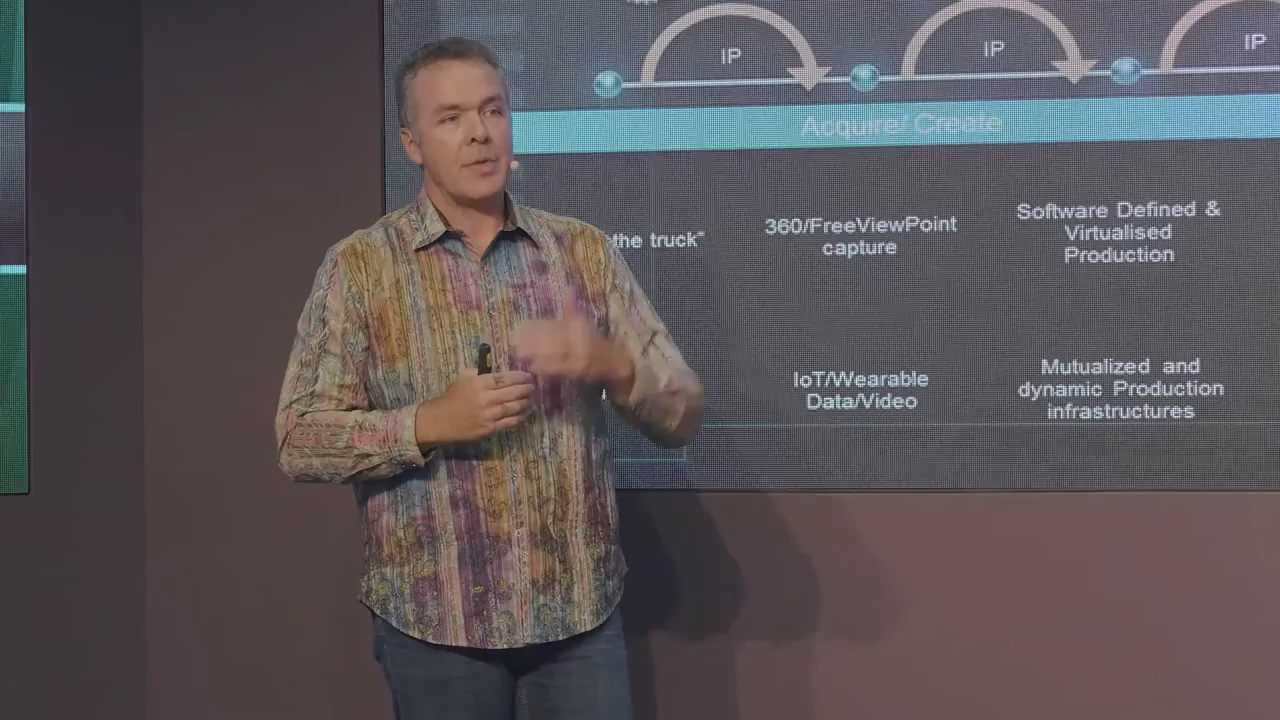 IP
IP
IP
Acquire/ Create
the truck"
360/FreeViewPoint
capture
Software Defined &
Virtualised
Production
IoT/Wearable
Data/Video
Mutualized and
dynamic Production
infrastructures